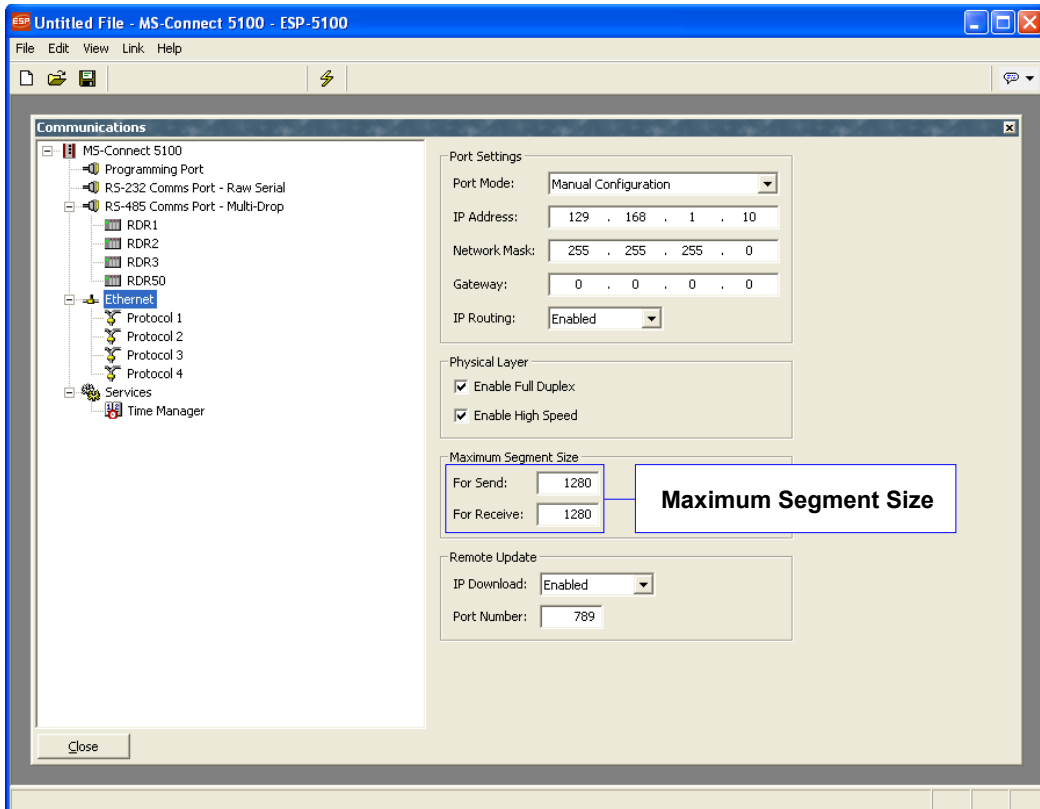 ESP Untitled File - MS-Connect 5100 - ESP-5100
File Edit View Link Help
Communications
MS-Connect 5100
Programming Port
RS-232 Comms Port - Raw Serial
RS-485 Comms Port - Multi-Drop
RDR1
RDR2
RDR3
RDR50
Ethernet
Protocol 1
Protocol 2
Protocol 3
Protocol 4
Services
Time Manager
Port Settings
Port Mode: Manual Configuration
IP Address: 129 . 168 . 1 . 10
Network Mask: 255 . 255 . 255 . 0
Gateway: 0 . 0 . 0 . 0
IP Routing: Enabled
Physical Layer
Enable Full Duplex
Enable High Speed
Maximum Segment Size
For Send: 1280
For Receive: 1280
Maximum Segment Size
Remote Update
IP Download: Enabled
Port Number: 789
Close